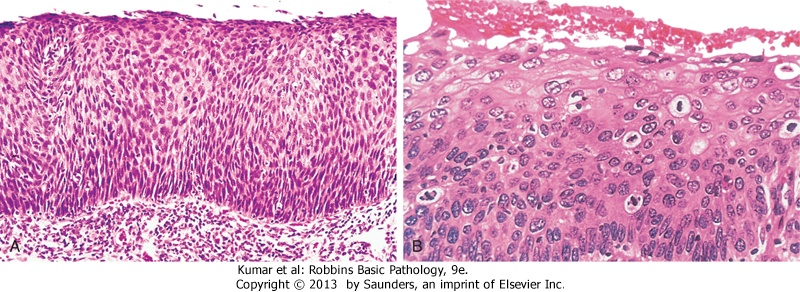 A
B
Kumar et al: Robbins Basic Pathology, 9e.
Copyright © 2013 by Saunders, an imprint of Elsevier Inc.